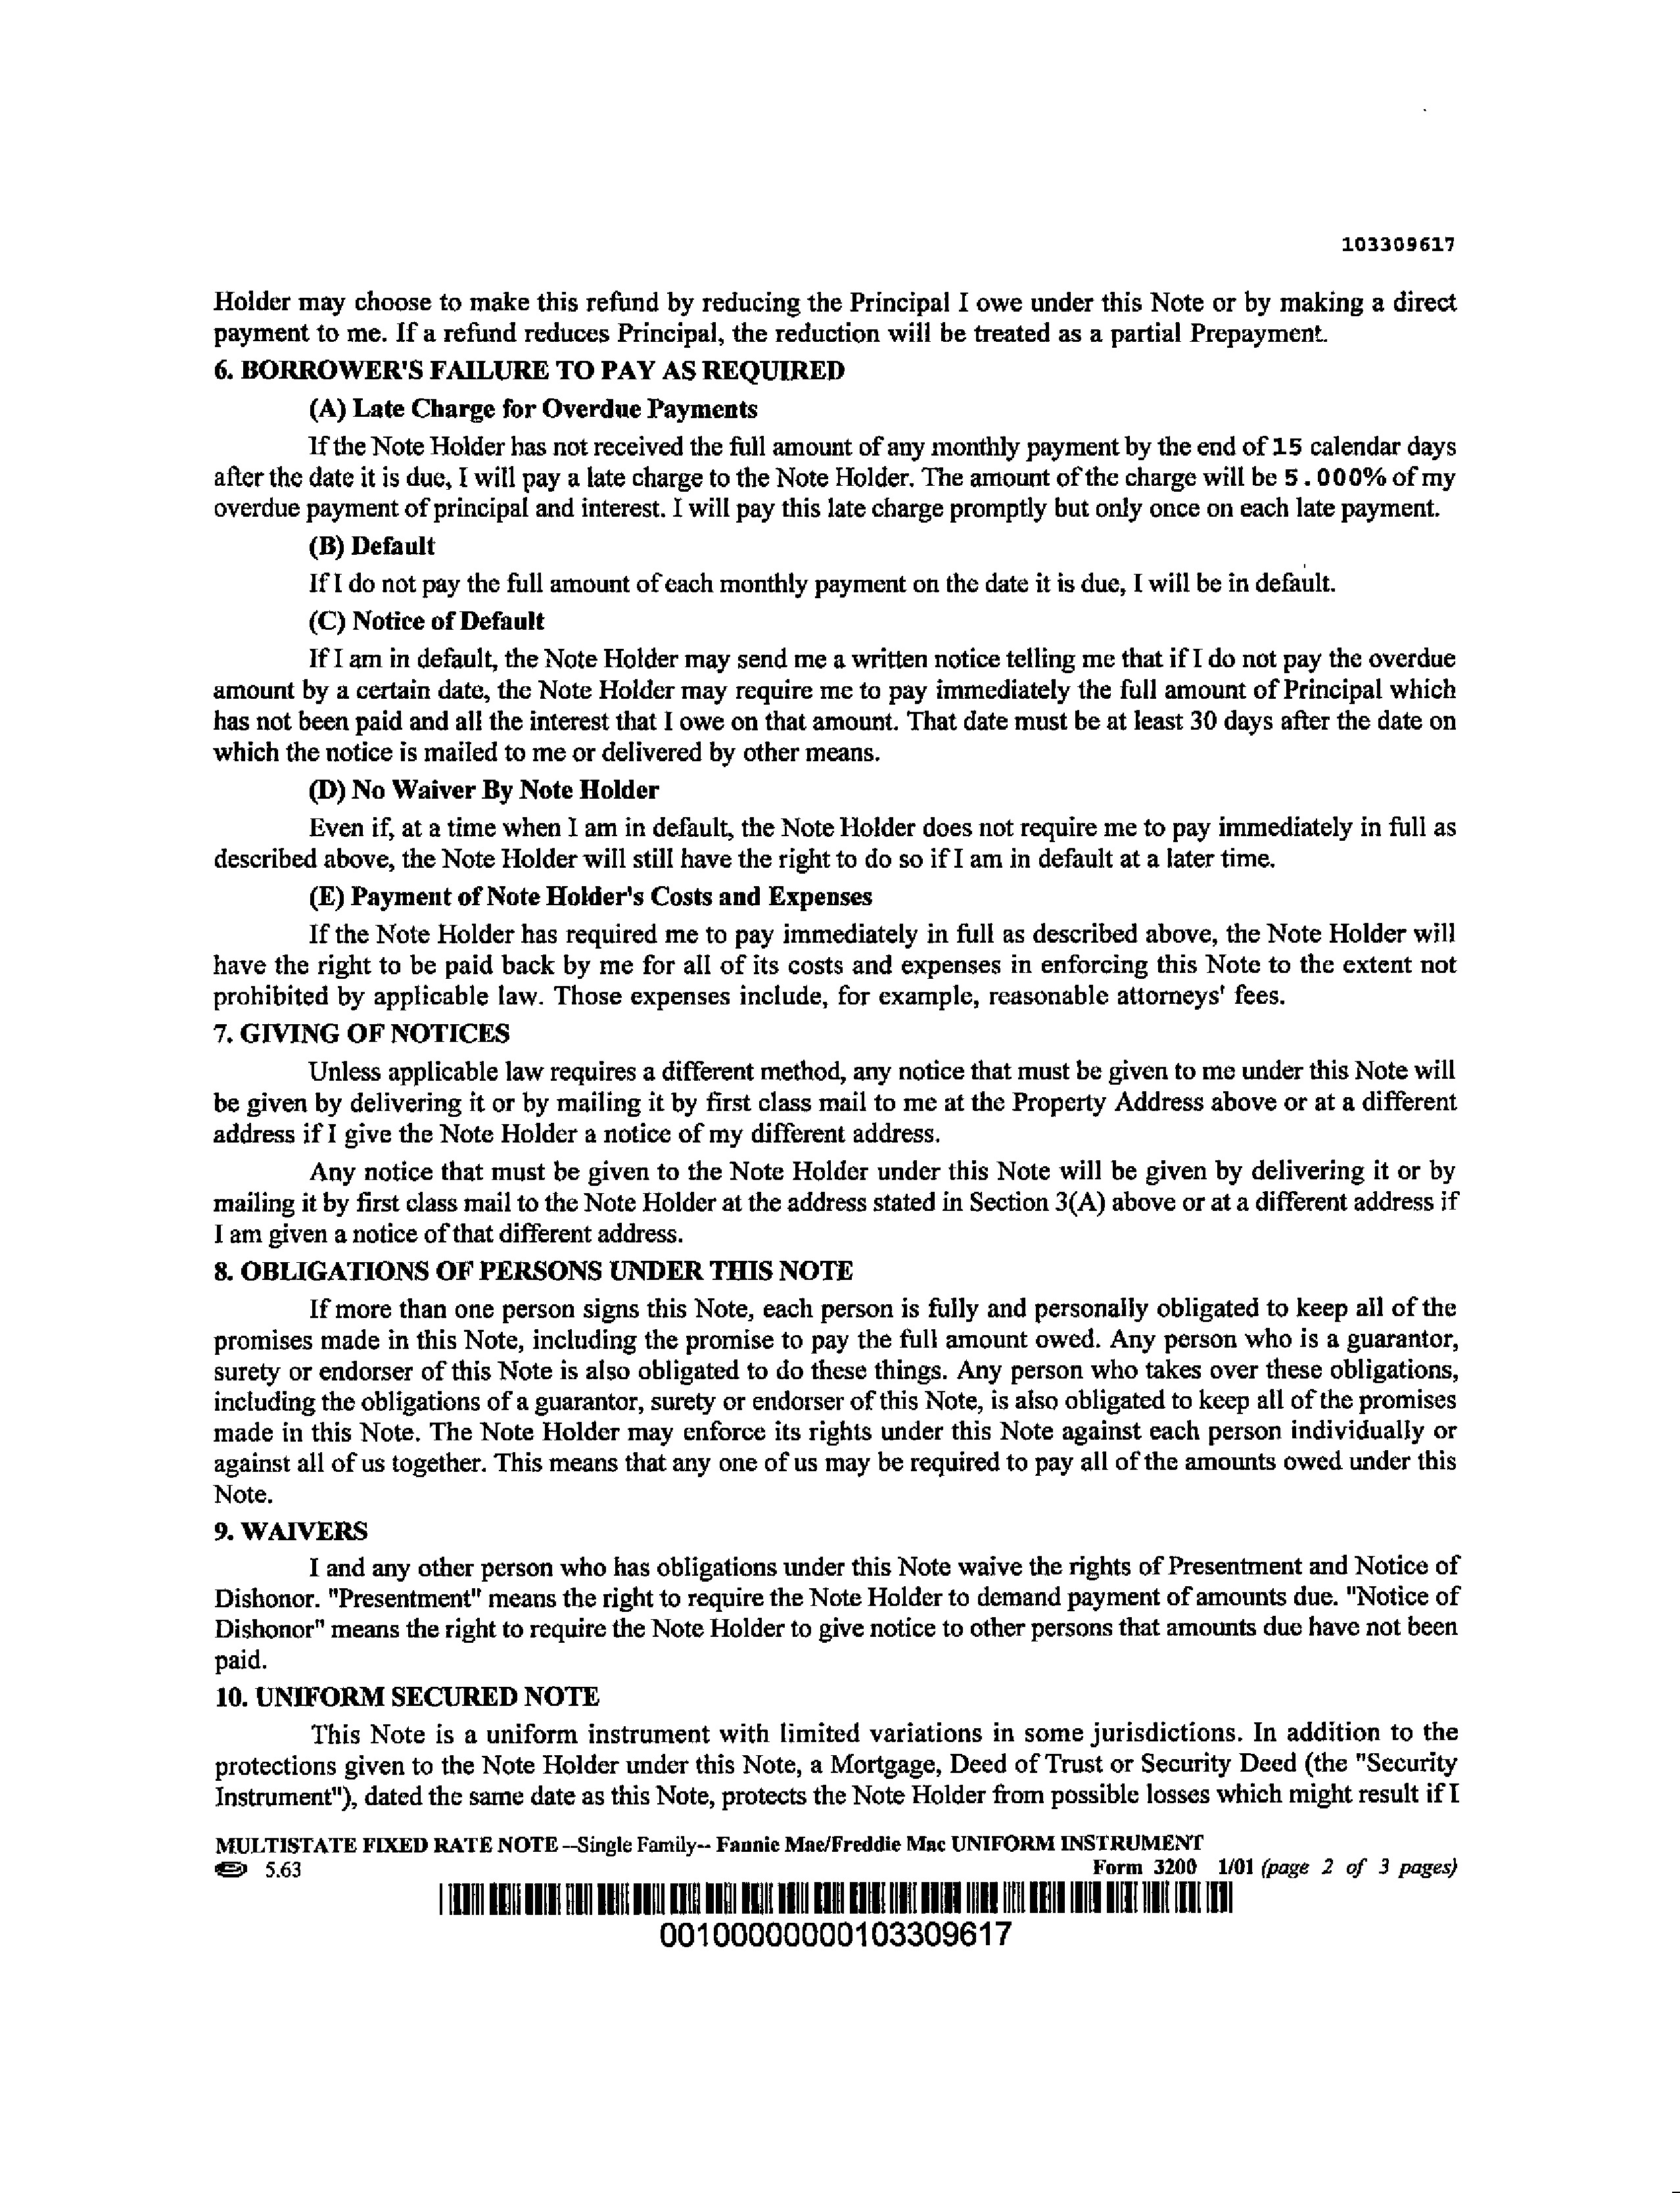 103309617
Holder may choose to make this refund by reducing the Principal I owe under this Note or by making a direct
payment to me. If a refund reduces Principal, the reduction will be treated as a partial Prepayment.
6. BORROWER'S FAILURE TO PAY AS REQUIRED
(A) Late Charge for Overdue Payments
If the Note Holder has not received the full amount of any monthly payment by the end of 15 calendar days
after the date it is due, I will pay a late charge to the Note Holder. The amount of the charge will be 5.000% of my
overdue payment of principal and interest. I will pay this late charge promptly but only once on each late payment.
(B) Default
If I do not pay the full amount of each monthly payment on the date it is due, I will be in default.
(C) Notice of Default
If I am in default, the Note Holder may send me a written notice telling me that if I do not pay the overdue
amount by a certain date, the Note Holder may require me to pay immediately the full amount of Principal which
has not been paid and all the interest that I owe on that amount. That date must be at least 30 days after the date on
which the notice is mailed to me or delivered by other means.
(D) No Waiver By Note Holder
Even if, at a time when I am in default, the Note Holder does not require me to pay immediately in full as
described above, the Note Holder will still have the right to do so if I am in default at a later time.
(E) Payment of Note Holder's Costs and Expenses
If the Note Holder has required me to pay immediately in full as described above, the Note Holder will
have the right to be paid back by me for all of its costs and expenses in enforcing this Note to the extent not
prohibited by applicable law. Those expenses include, for example, reasonable attorneys' fees.
7. GIVING OF NOTICES
Unless applicable law requires a different method, any notice that must be given to me under this Note will
be given by delivering it or by mailing it by first class mail to me at the Property Address above or at a different
address if I give the Note Holder a notice of my different address.
Any notice that must be given to the Note Holder under this Note will be given by delivering it or by
mailing it by first class mail to the Note Holder at the address stated in Section 3(A) above or at a different address if
I am given a notice of that different address.
8. OBLIGATIONS OF PERSONS UNDER THIS NOTE
If more than one person signs this Note, each person is fully and personally obligated to keep all of the
promises made in this Note, including the promise to pay the full amount owed. Any person who is a guarantor,
surety or endorser of this Note is also obligated to do these things. Any person who takes over these obligations,
including the obligations of a guarantor, surety or endorser of this Note, is also obligated to keep all of the promises
made in this Note. The Note Holder may enforce its rights under this Note against each person individually or
against all of us together. This means that any one of us may be required to pay all of the amounts owed under this
Note.
9. WAIVERS
I and any other person who has obligations under this Note waive the rights of Presentment and Notice of
Dishonor. "Presentment" means the right to require the Note Holder to demand payment of amounts due. "Notice of
Dishonor" means the right to require the Note Holder to give notice to other persons that amounts due have not been
paid.
10. UNIFORM SECURED NOTE
This Note is a uniform instrument with limited variations in some jurisdictions. In addition to the
protections given to the Note Holder under this Note, a Mortgage, Deed of Trust or Security Deed (the "Security
Instrument"), dated the same date as this Note, protects the Note Holder from possible losses which might result if I
MULTISTATE FIXED RATE NOTE --Single Family-- Fannie Mae/Freddie Mac UNIFORM INSTRUMENT
5.63 Form 3200 1/01 (page 2 of 3 pages)
00100000000103309617